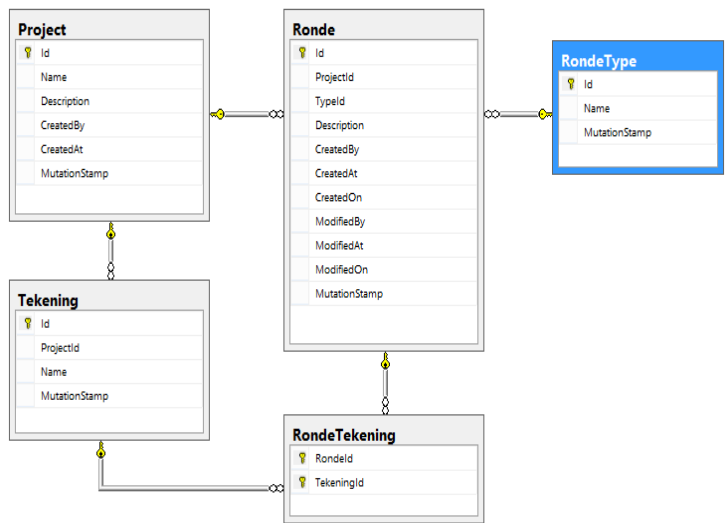 Project
Id
Name
Description
CreatedBy
CreatedAt
MutationStamp
Ronde
Id
ProjectId
TypeId
Description
CreatedBy
CreatedAt
CreatedOn
ModifiedBy
ModifiedAt
ModifiedOn
MutationStamp
RondeType
Id
Name
MutationStamp
Tekening
Id
ProjectId
Name
MutationStamp
RondeTekening
RondeId
TekeningId